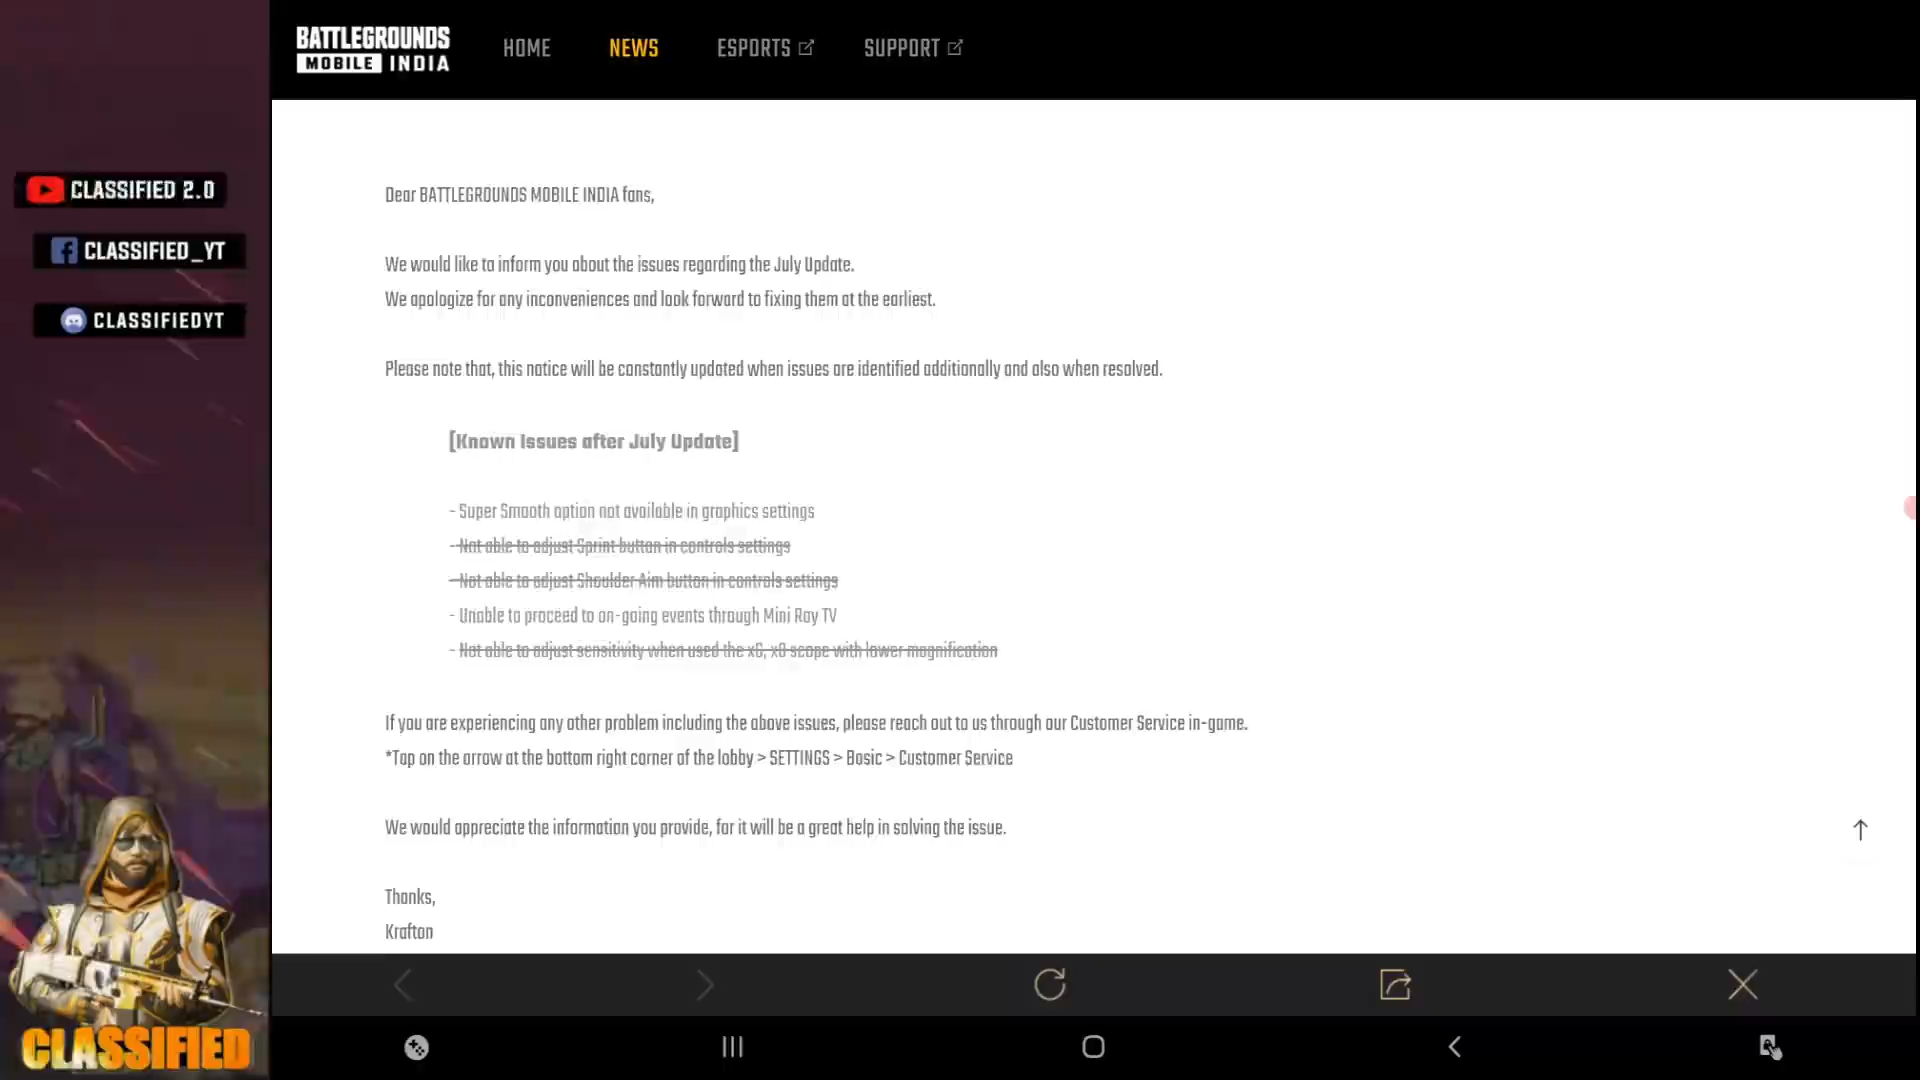 BATTLEGROUNDS
MOBILE INDIA
HOME
NEWS
ESPORTS
SUPPORT
CLASSIFIED 2.0
CLASSIFIED_YT
CLASSIFIEDYT
Dear BATTLEGROUNDS MOBILE INDIA fans,
We would like to inform you about the issues regarding the July Update.
We apologize for any inconveniences and look forward to fixing them at the earliest.
Please note that, this notice will be constantly updated when issues are identified additionally and also when resolved.
[Known Issues after July Update]
- Super Smooth option not available in graphics settings
- Not able to adjust Sprint button in controls settings
- Not able to adjust Shoulder Aim button in controls settings
- Unable to proceed to on-going events through Mini Ray TV
- Not able to adjust sensitivity when used the x6, x8 scope with lower magnification
If you are experiencing any other problem including the above issues, please reach out to us through our Customer Service in-game.
*Tap on the arrow at the bottom right corner of the lobby > SETTINGS > Basic > Customer Service
We would appreciate the information you provide, for it will be a great help in solving the issue.
Thanks,
Krafton
CLASSIFIED